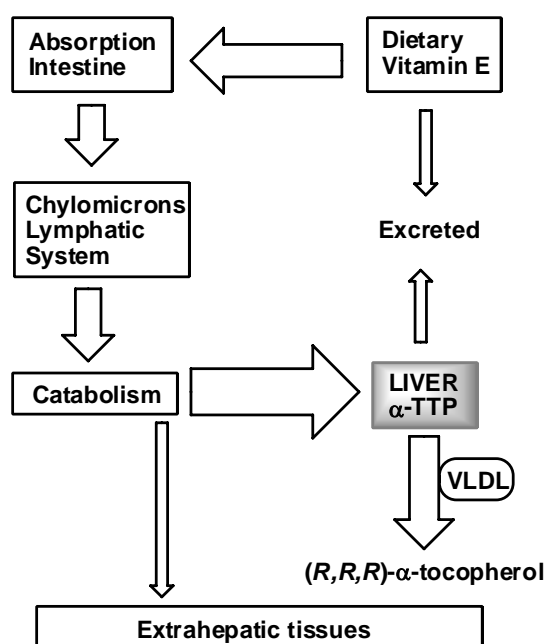 Absorption
Intestine
Dietary
Vitamin E
Chylomicrons
Lymphatic
System
Excreted
Catabolism
LIVER
α-TTP
VLDL
(R,R,R)-α-tocopherol
Extrahepatic tissues